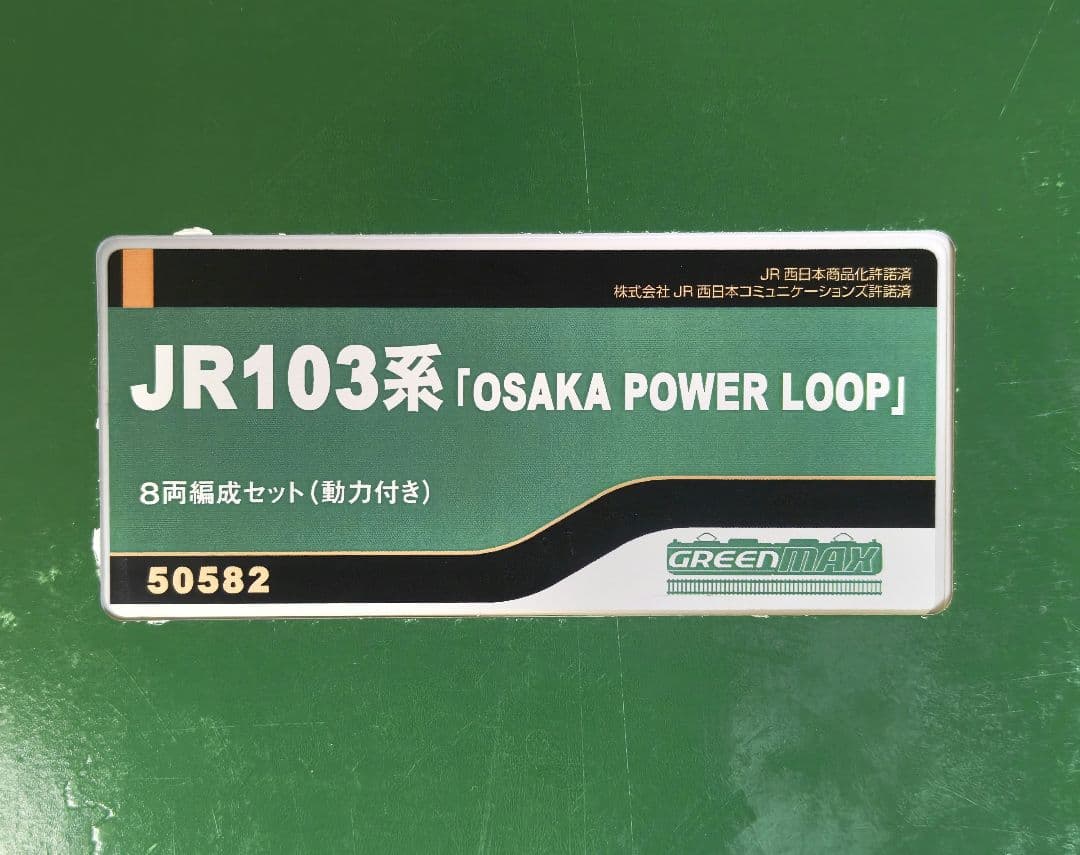 JR 西日本商品化許諾済
株式会社 JR 西日本コミュニケーションズ許諾済
JR103系「OSAKA POWER LOOP」
8両編成セット(動力付き)
50582
GREENMAX